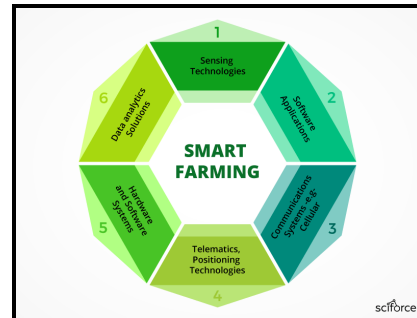 1
Sensing
Technologies
2
Software
Applications
3
Communications
Systems -e.g-
Cellular
4
Telematics,
Positioning
Technologies
5
Hardware
and Software
Systems
6
Data analytics
Solutions
SMART
FARMING
sciforce